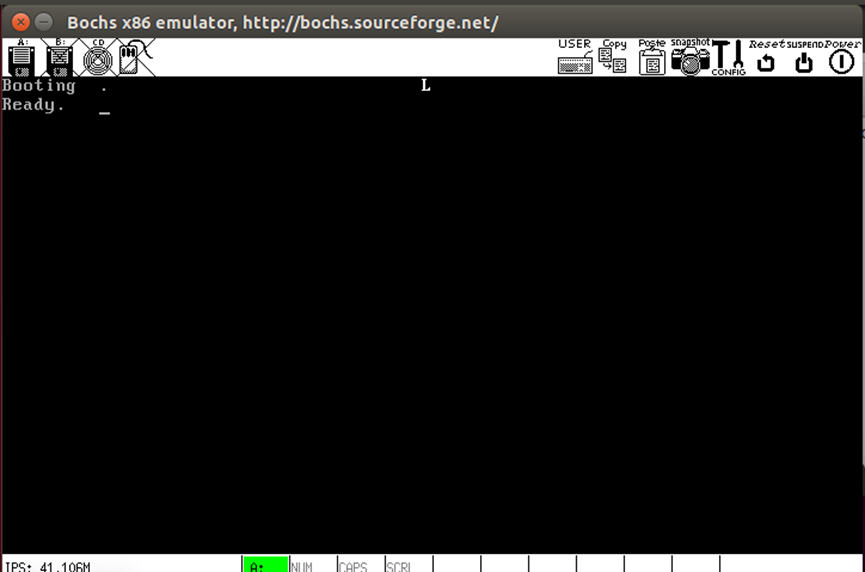 Bochs x86 emulator, http://bochs.sourceforge.net/
A: B: CD USER Copy Paste snapshot CONFIG Reset SUSPEND Power
Booting . L
Ready. _
IPS: 41.106M A: NUM CAPS SCRL